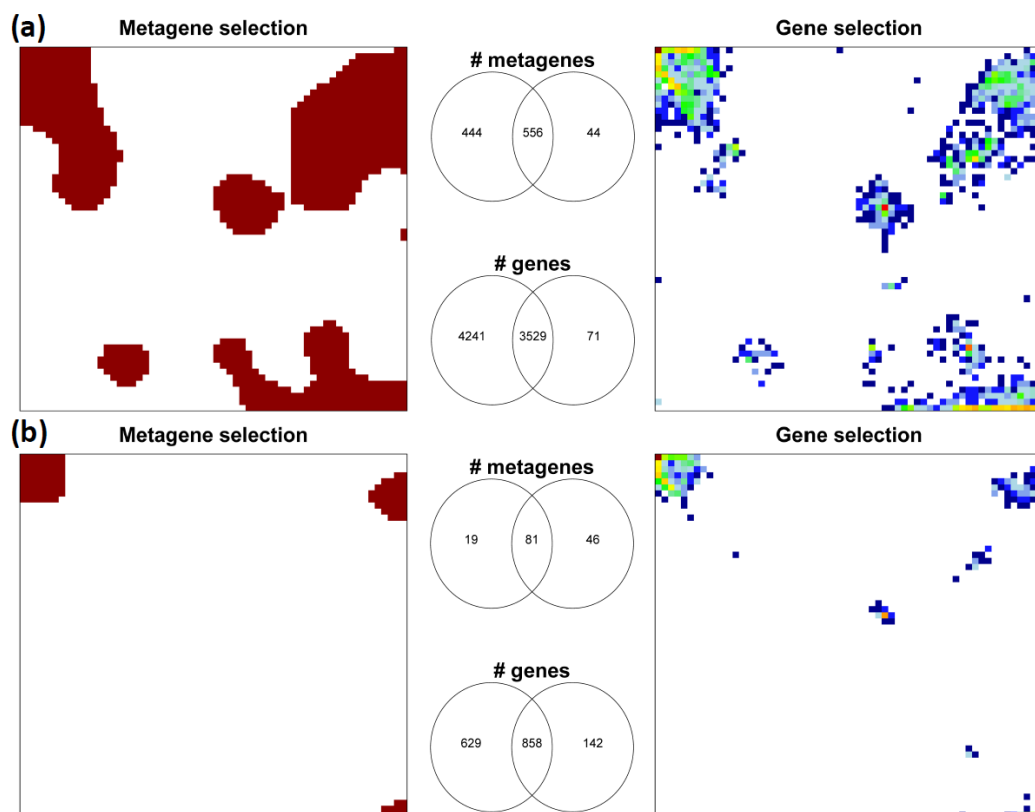 (a)
Metagene selection
Gene selection
# metagenes
444 556 44
# genes
4241 3529 71
(b)
Metagene selection
Gene selection
# metagenes
19 81 46
# genes
629 858 142